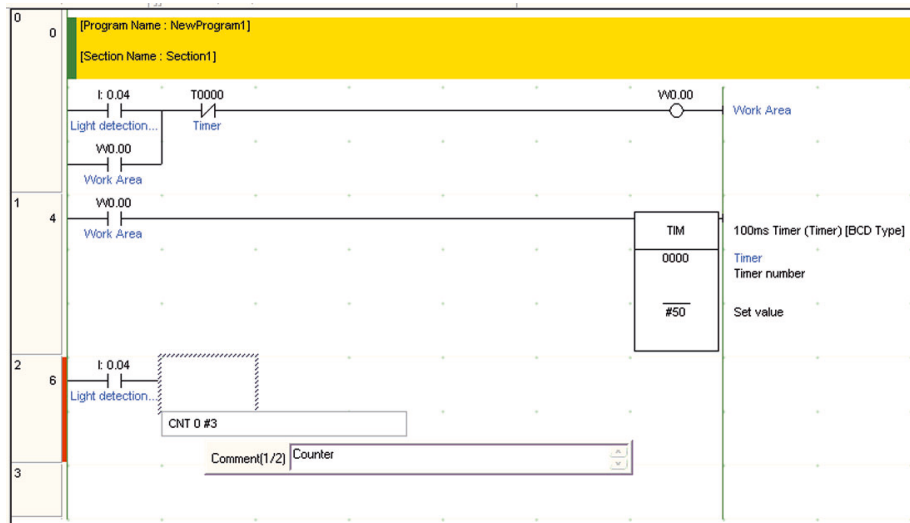 0
0
[Program Name : NewProgram1]
[Section Name : Section1]
I: 0.04
T0000
W0.00
Work Area
Light detection...
Timer
W0.00
Work Area
1
4
W0.00
Work Area
TIM
100ms Timer (Timer) [BCD Type]
0000
Timer
Timer number
#50
Set value
2
6
I: 0.04
Light detection...
CNT 0 #3
Comment(1/2)
Counter
3